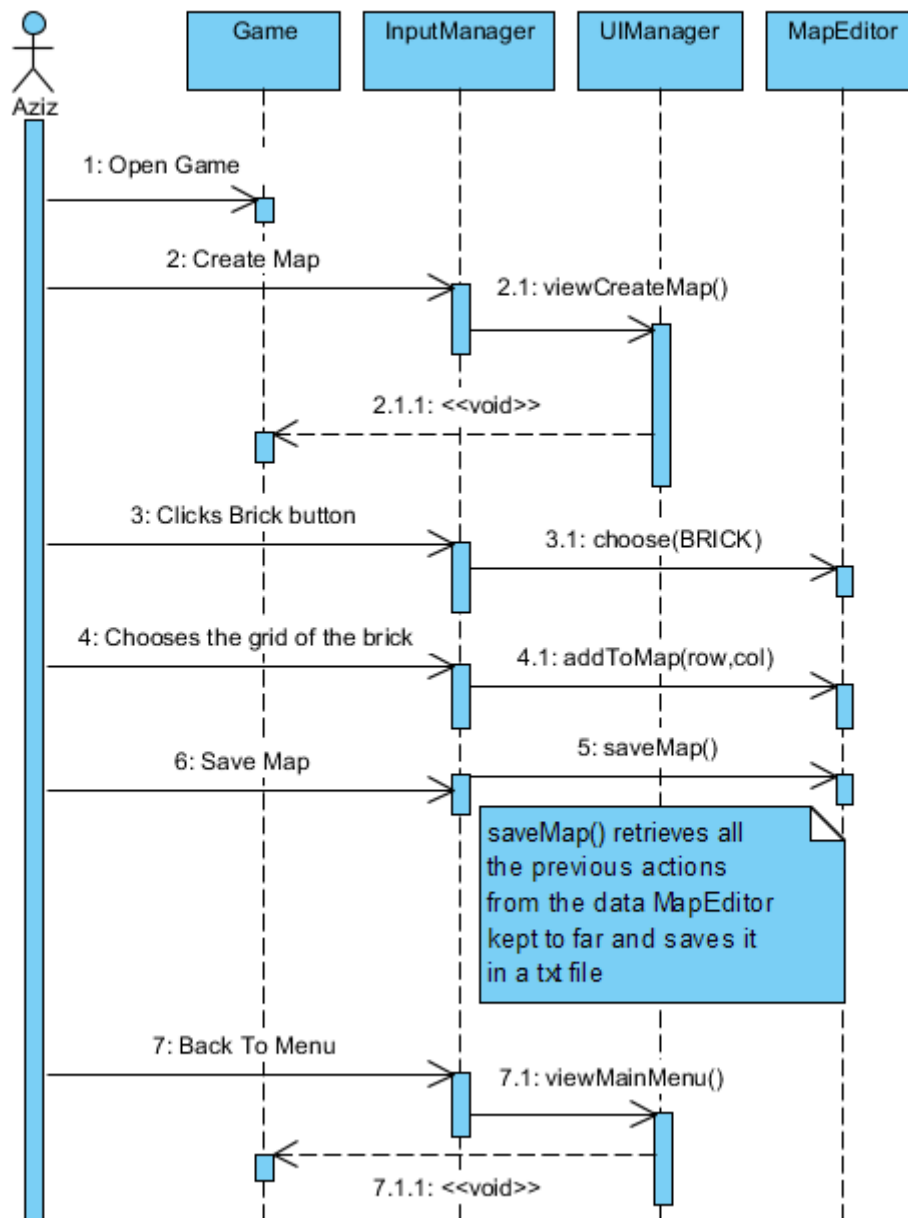 Game
InputManager
UIManager
MapEditor
Aziz
1: Open Game
2: Create Map
2.1: viewCreateMap()
2.1.1: <<void>>
3: Clicks Brick button
3.1: choose(BRICK)
4: Chooses the grid of the brick
4.1: addToMap(row,col)
5: saveMap()
6: Save Map
saveMap() retrieves all
the previous actions
from the data MapEditor
kept to far and saves it
in a txt file
7: Back To Menu
7.1: viewMainMenu()
7.1.1: <<void>>